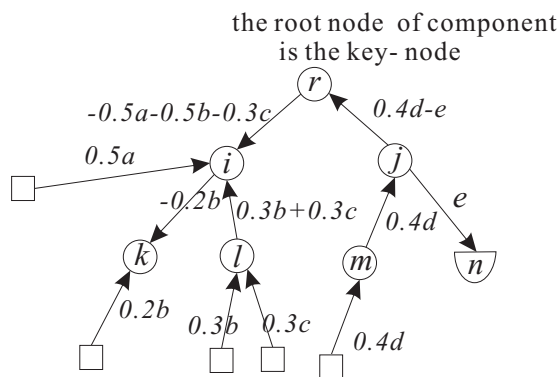 the root node of component
is the key- node
r
-0.5a-0.5b-0.3c
0.4d-e
0.5a
i
j
-0.2b
0.3b+0.3c
0.4d
e
k
l
m
n
0.2b
0.3b
0.3c
0.4d